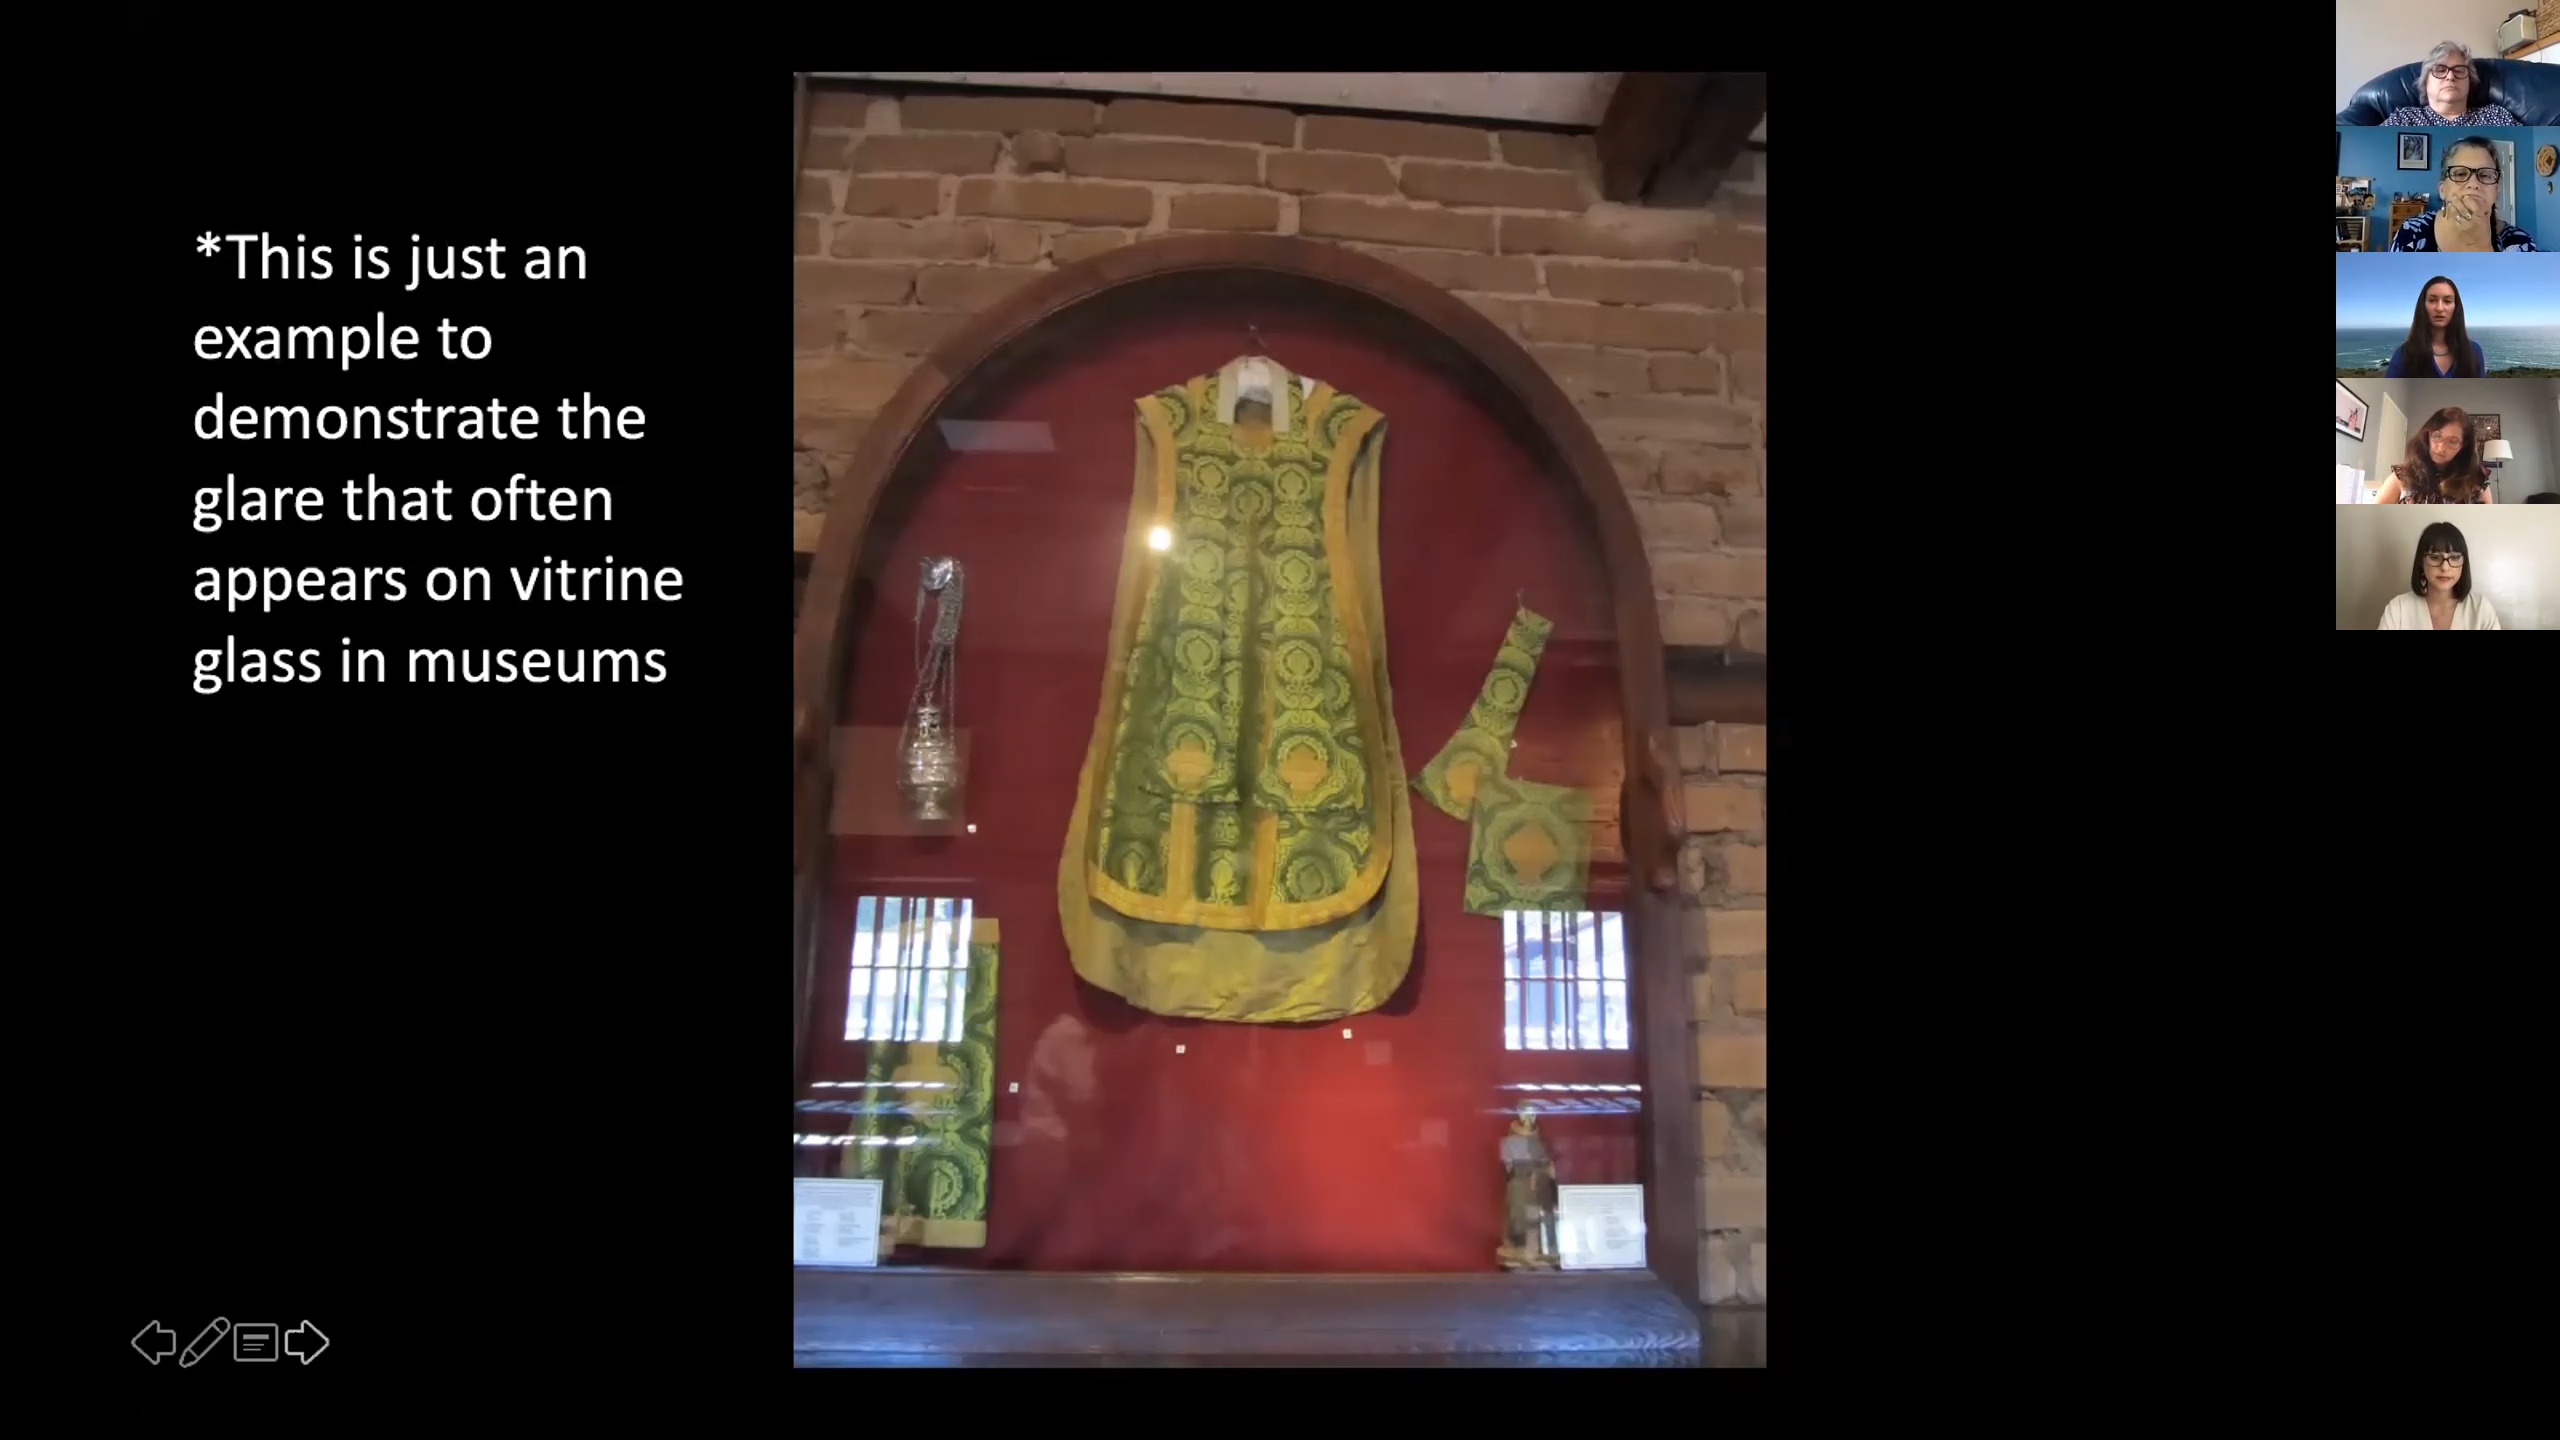 *This is just an
example to
demonstrate the
glare that often
appears on vitrine
glass in museums